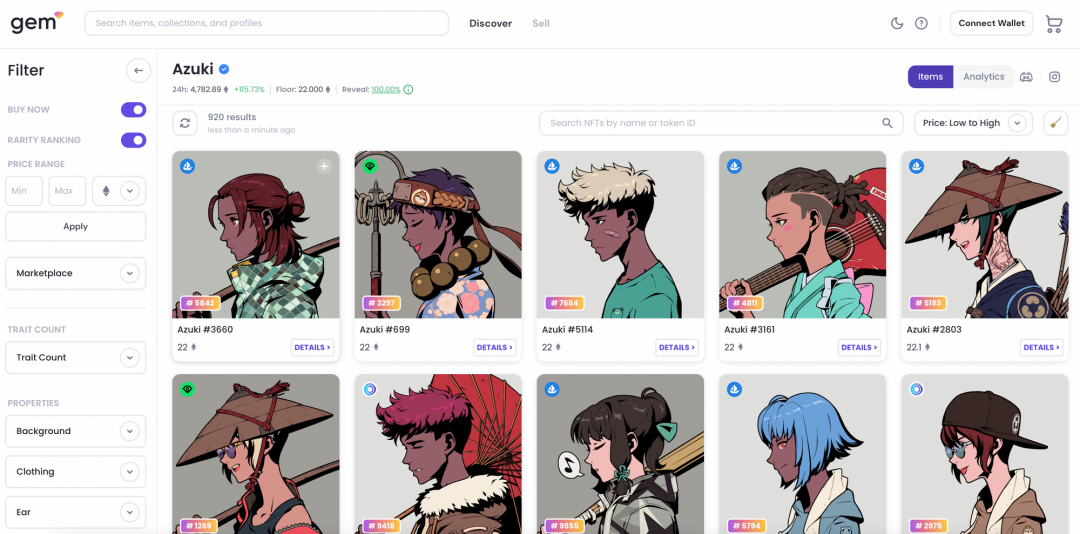 gem
Search items, collections, and profiles
Discover
Sell
Connect Wallet
Filter
BUY NOW
RARITY RANKING
PRICE RANGE
Min
Max
Apply
Marketplace
TRAIT COUNT
Trait Count
PROPERTIES
Background
Clothing
Ear
Azuki
24h: 4,782.89 +115.73% Floor: 22.000 Reveal: 100.00%
Items
Analytics
920 results
less than a minute ago
Search NFTs by name or token ID
Price: Low to High
# 5843
# 3297
# 7684
# 4811
# 5193
Azuki #3660
Azuki #699
Azuki #5114
Azuki #3161
Azuki #2803
22
DETAILS >
22
DETAILS >
22
DETAILS >
22
DETAILS >
22.1
DETAILS >
# 1269
# 9418
# 9855
# 5794
# 2975